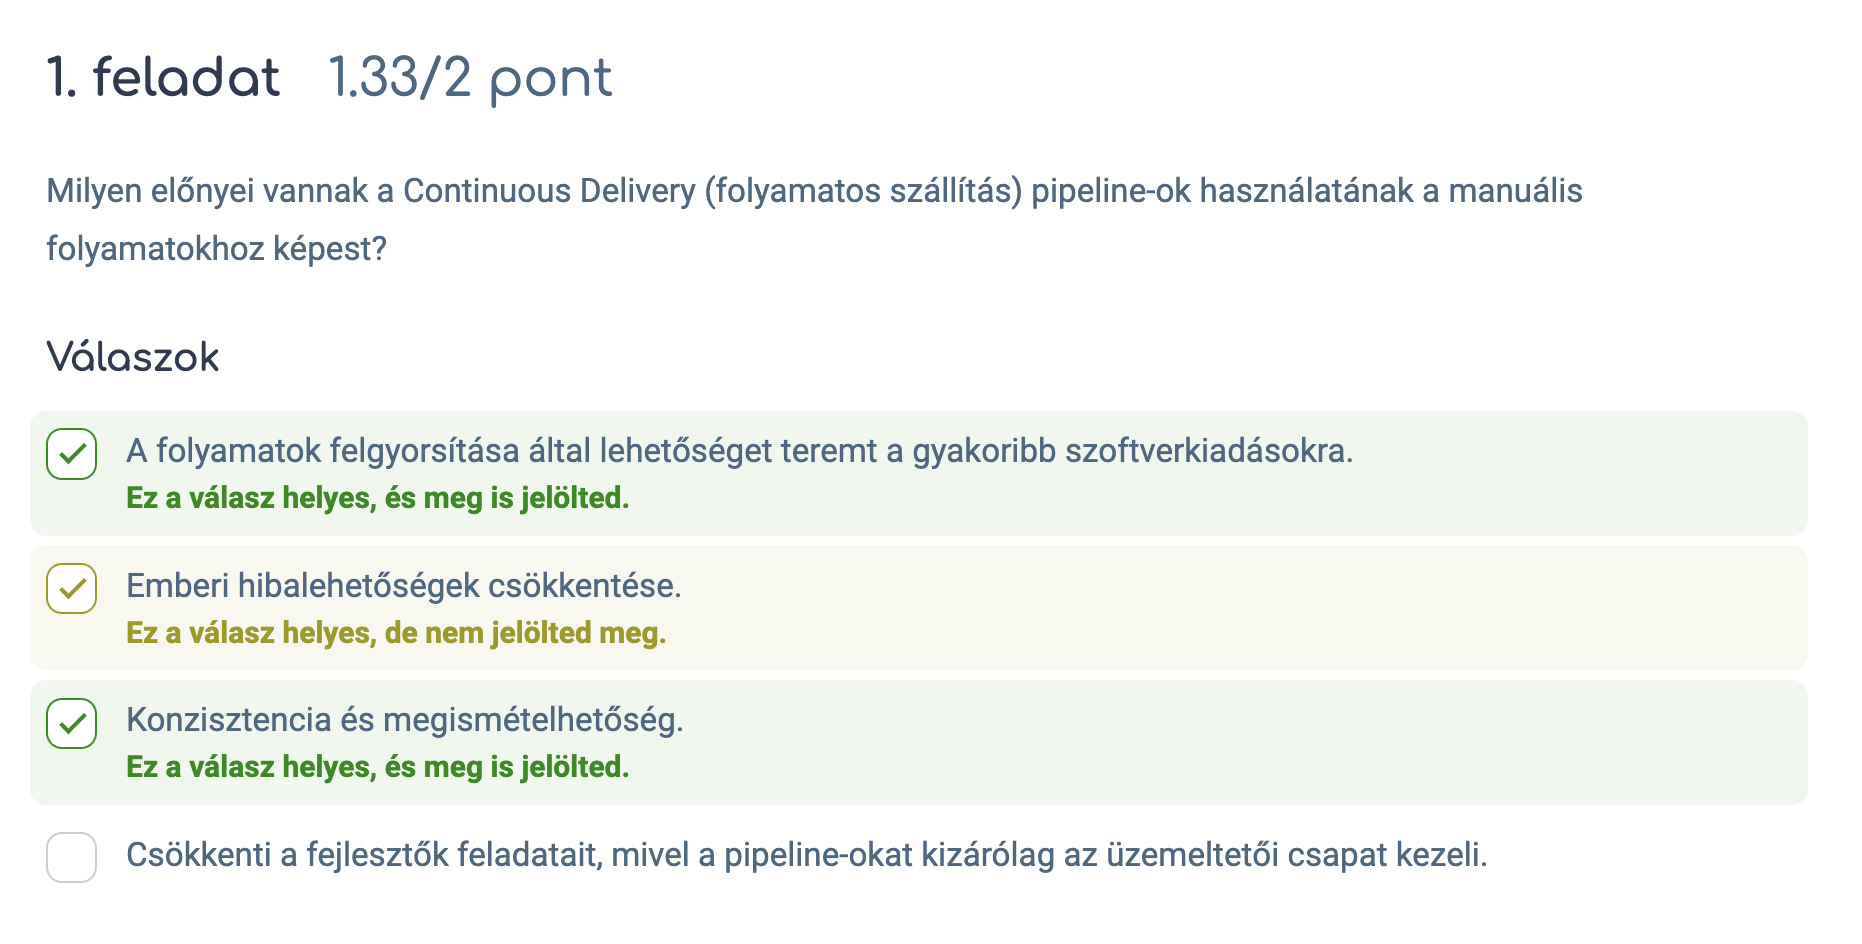 1. feladat 1.33/2 pont
Milyen előnyei vannak a Continuous Delivery (folyamatos szállítás) pipeline-ok használatának a manuális
folyamatokhoz képest?
Válaszok
A folyamatok felgyorsítása által lehetőséget teremt a gyakoribb szoftverkiadásokra.
Ez a válasz helyes, és meg is jelölted.
Emberi hibalehetőségek csökkentése.
Ez a válasz helyes, de nem jelölted meg.
Konzisztencia és megismételhetőség.
Ez a válasz helyes, és meg is jelölted.
Csökkenti a fejlesztők feladatait, mivel a pipeline-okat kizárólag az üzemeltetői csapat kezeli.